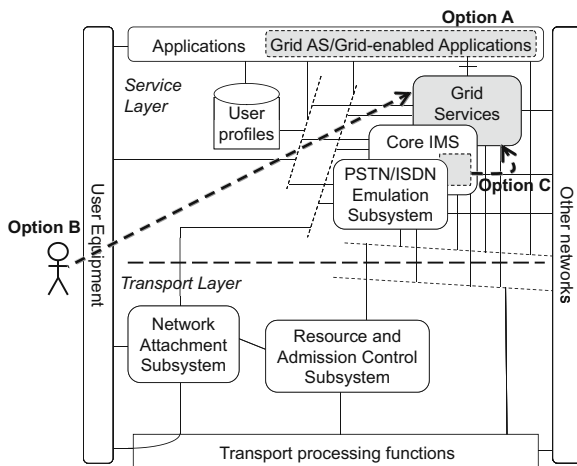 Option A
Applications
Grid AS/Grid-enabled Applications
Service
Layer
User
profiles
Grid
Services
Core IMS
PSTN/ISDN
Emulation
Subsystem
Option C
Option B
User Equipment
Other networks
Transport Layer
Network
Attachment
Subsystem
Resource and
Admission Control
Subsystem
Transport processing functions